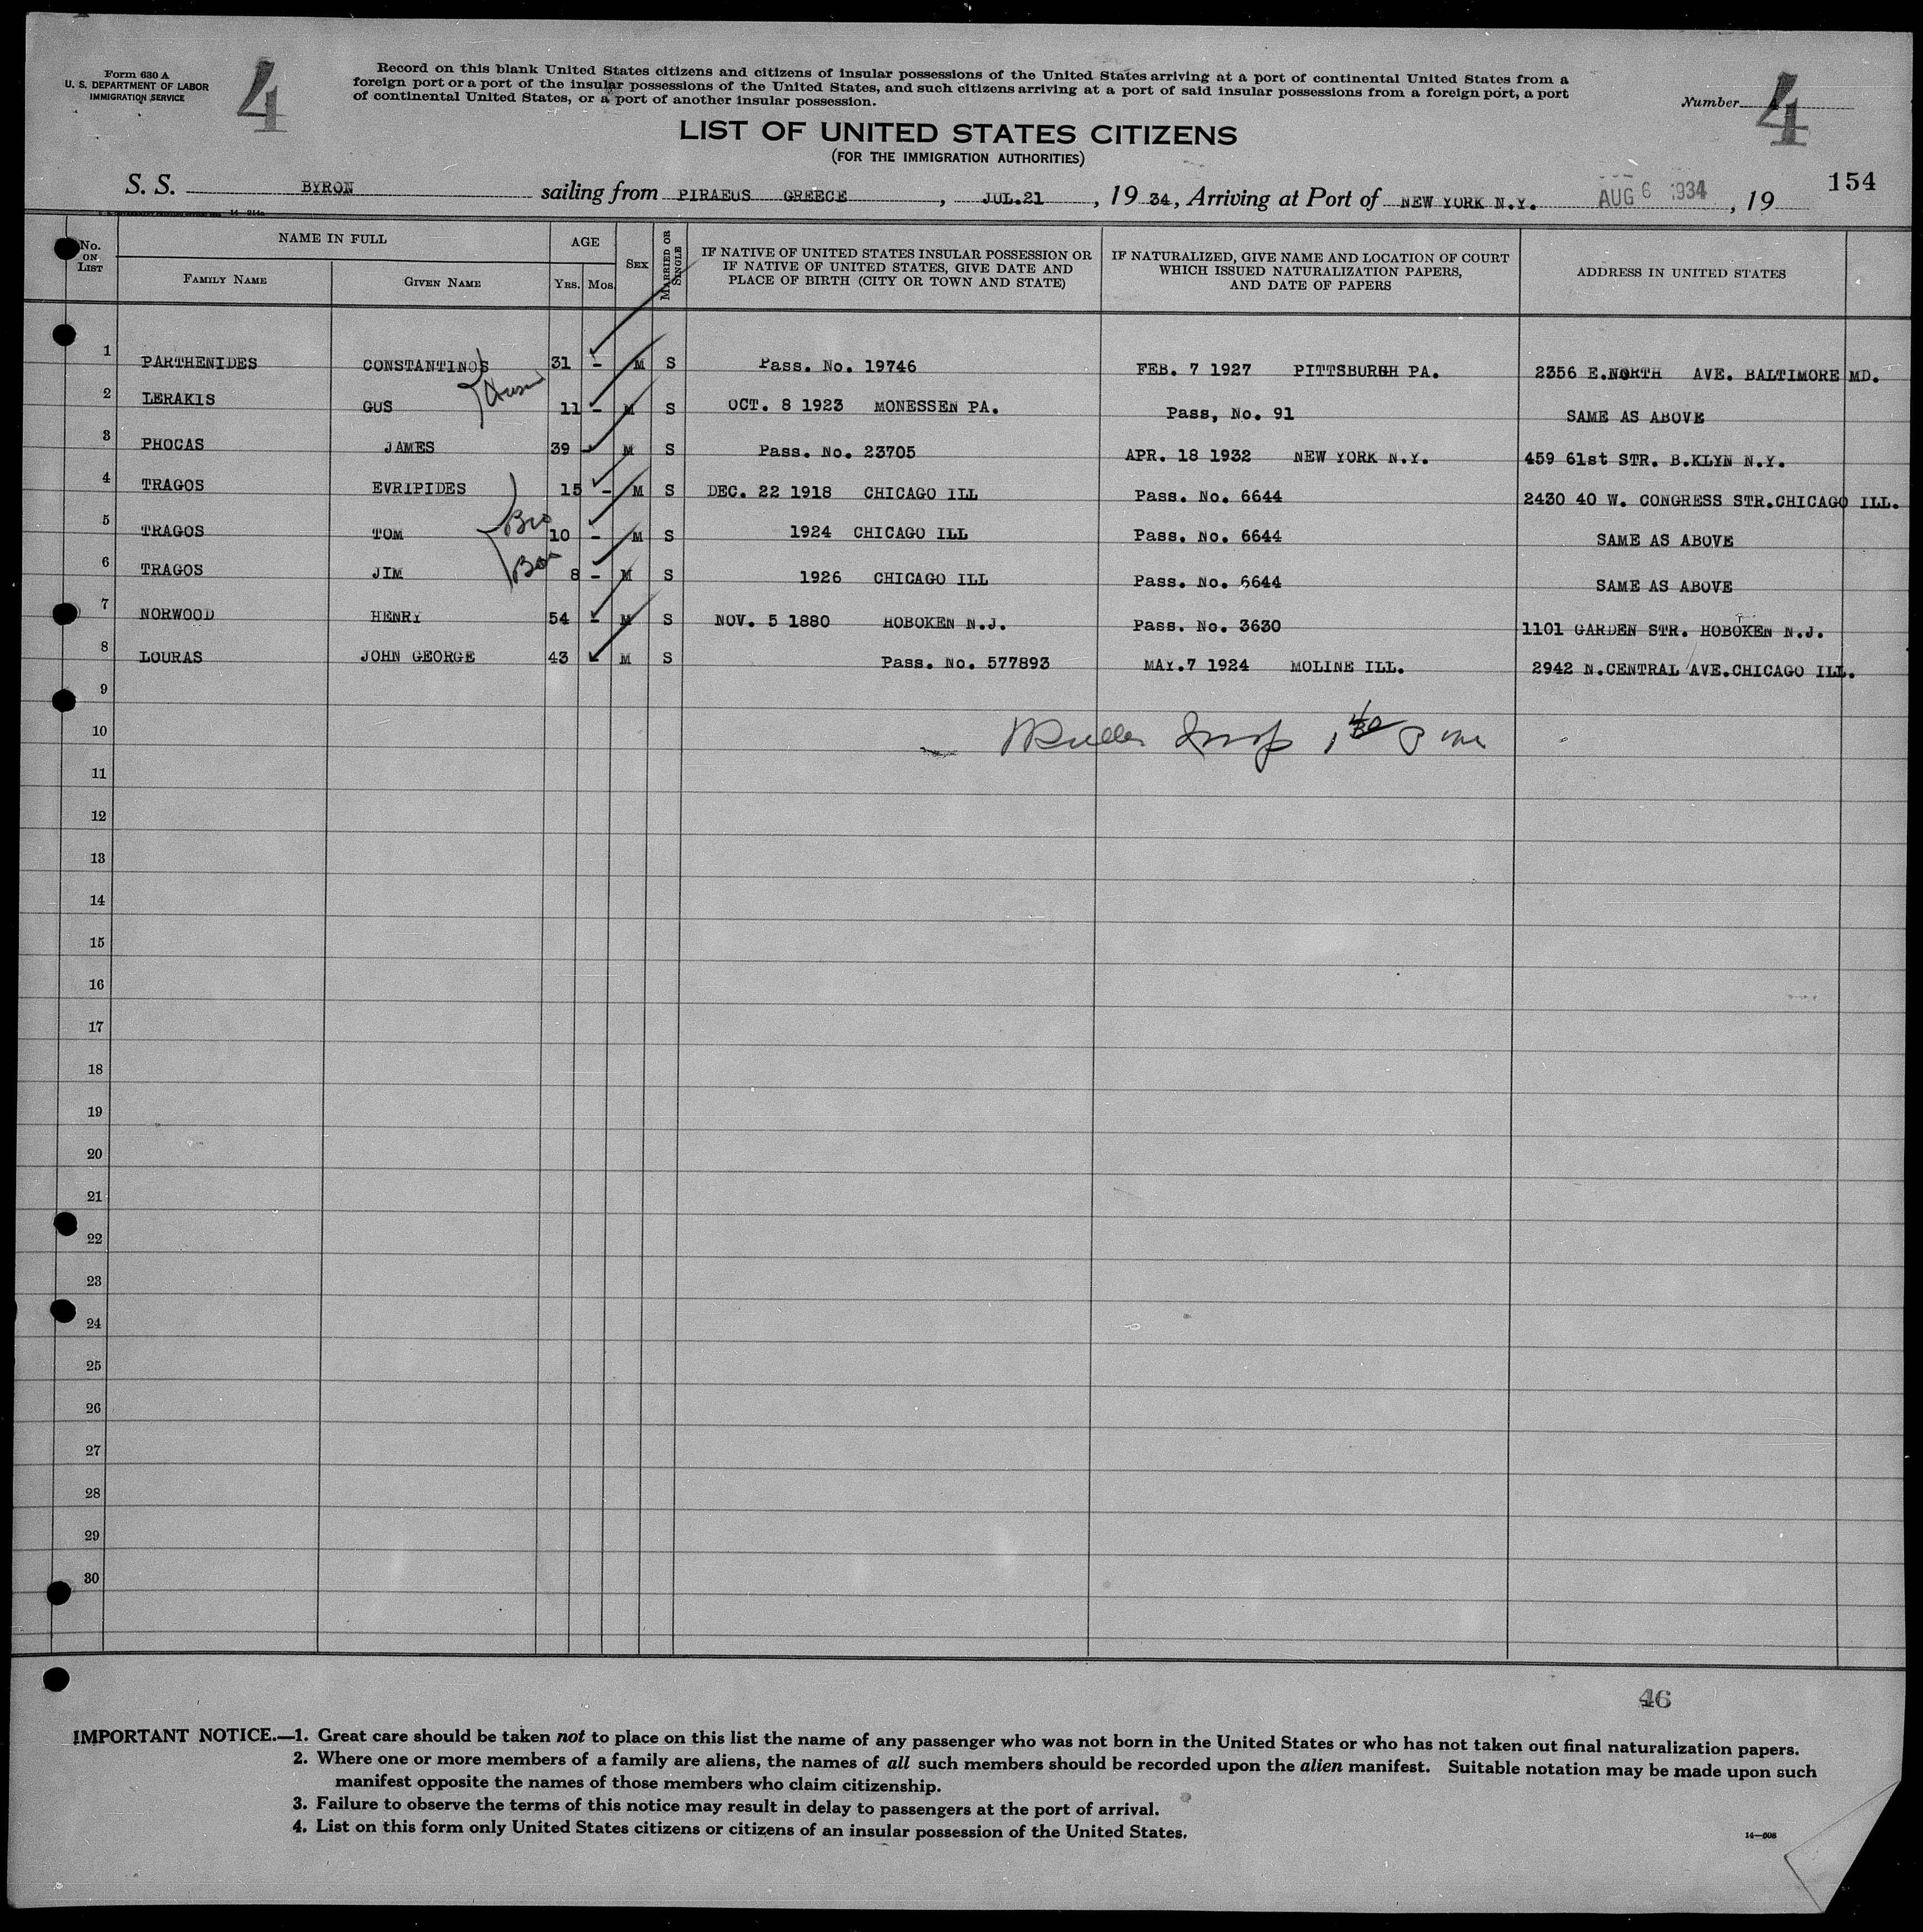 Form 630 A
U. S. DEPARTMENT OF LABOR
IMMIGRATION SERVICE
4
Record on this blank United States citizens and citizens of insular possessions of the United States arriving at a port of continental United States from a
foreign port or a port of the insular possessions of the United States, and such citizens arriving at a port of said insular possessions from a foreign port, a port
of continental United States, or a port of another insular possession.
Number 4
LIST OF UNITED STATES CITIZENS
(FOR THE IMMIGRATION AUTHORITIES)
154
S. S. BYRON sailing from PIRAEUS GREECE, JUL.21, 19 34, Arriving at Port of NEW YORK N.Y. AUG 6 1934, 19
No. ON LIST
NAME IN FULL
FAMILY NAME
GIVEN NAME
AGE
YRS. MOS.
SEX
MARRIED OR SINGLE
IF NATIVE OF UNITED STATES INSULAR POSSESSION OR
IF NATIVE OF UNITED STATES, GIVE DATE AND
PLACE OF BIRTH (CITY OR TOWN AND STATE)
IF NATURALIZED, GIVE NAME AND LOCATION OF COURT
WHICH ISSUED NATURALIZATION PAPERS,
AND DATE OF PAPERS
ADDRESS IN UNITED STATES
1 PARTHENIDES CONSTANTINOS 31 - M S Pass. No. 19746 FEB. 7 1927 PITTSBURGH PA. 2356 E.NORTH AVE. BALTIMORE MD.
2 LERAKIS GUS 11 - M S OCT. 8 1923 MONESSEN PA. Pass, No. 91 SAME AS ABOVE
3 PHOCAS JAMES 39 - M S Pass. No. 23705 APR. 18 1932 NEW YORK N.Y. 459 61st STR. B.KLYN N.Y.
4 TRAGOS EVRIPIDES 15 - M S DEC. 22 1918 CHICAGO ILL Pass. No. 6644 2430 40 W. CONGRESS STR.CHICAGO ILL.
Bro
5 TRAGOS TOM 10 - M S 1924 CHICAGO ILL Pass. No. 6644 SAME AS ABOVE
Bro
6 TRAGOS JIM 8 - M S 1926 CHICAGO ILL Pass. No. 6644 SAME AS ABOVE
7 NORWOOD HENRY 54 - M S NOV. 5 1880 HOBOKEN N.J. Pass. No. 3630 1101 GARDEN STR. HOBOKEN N.J.
8 LOURAS JOHN GEORGE 43 - M S Pass. No. 577893 MAY.7 1924 MOLINE ILL. 2942 N.CENTRAL AVE.CHICAGO ILL.
9
10
11
12
13
14
15
16
17
18
19
20
21
22
23
24
25
26
27
28
29
30
46
IMPORTANT NOTICE.—1. Great care should be taken not to place on this list the name of any passenger who was not born in the United States or who has not taken out final naturalization papers.
2. Where one or more members of a family are aliens, the names of all such members should be recorded upon the alien manifest. Suitable notation may be made upon such
manifest opposite the names of those members who claim citizenship.
3. Failure to observe the terms of this notice may result in delay to passengers at the port of arrival.
4. List on this form only United States citizens or citizens of an insular possession of the United States.
14—608